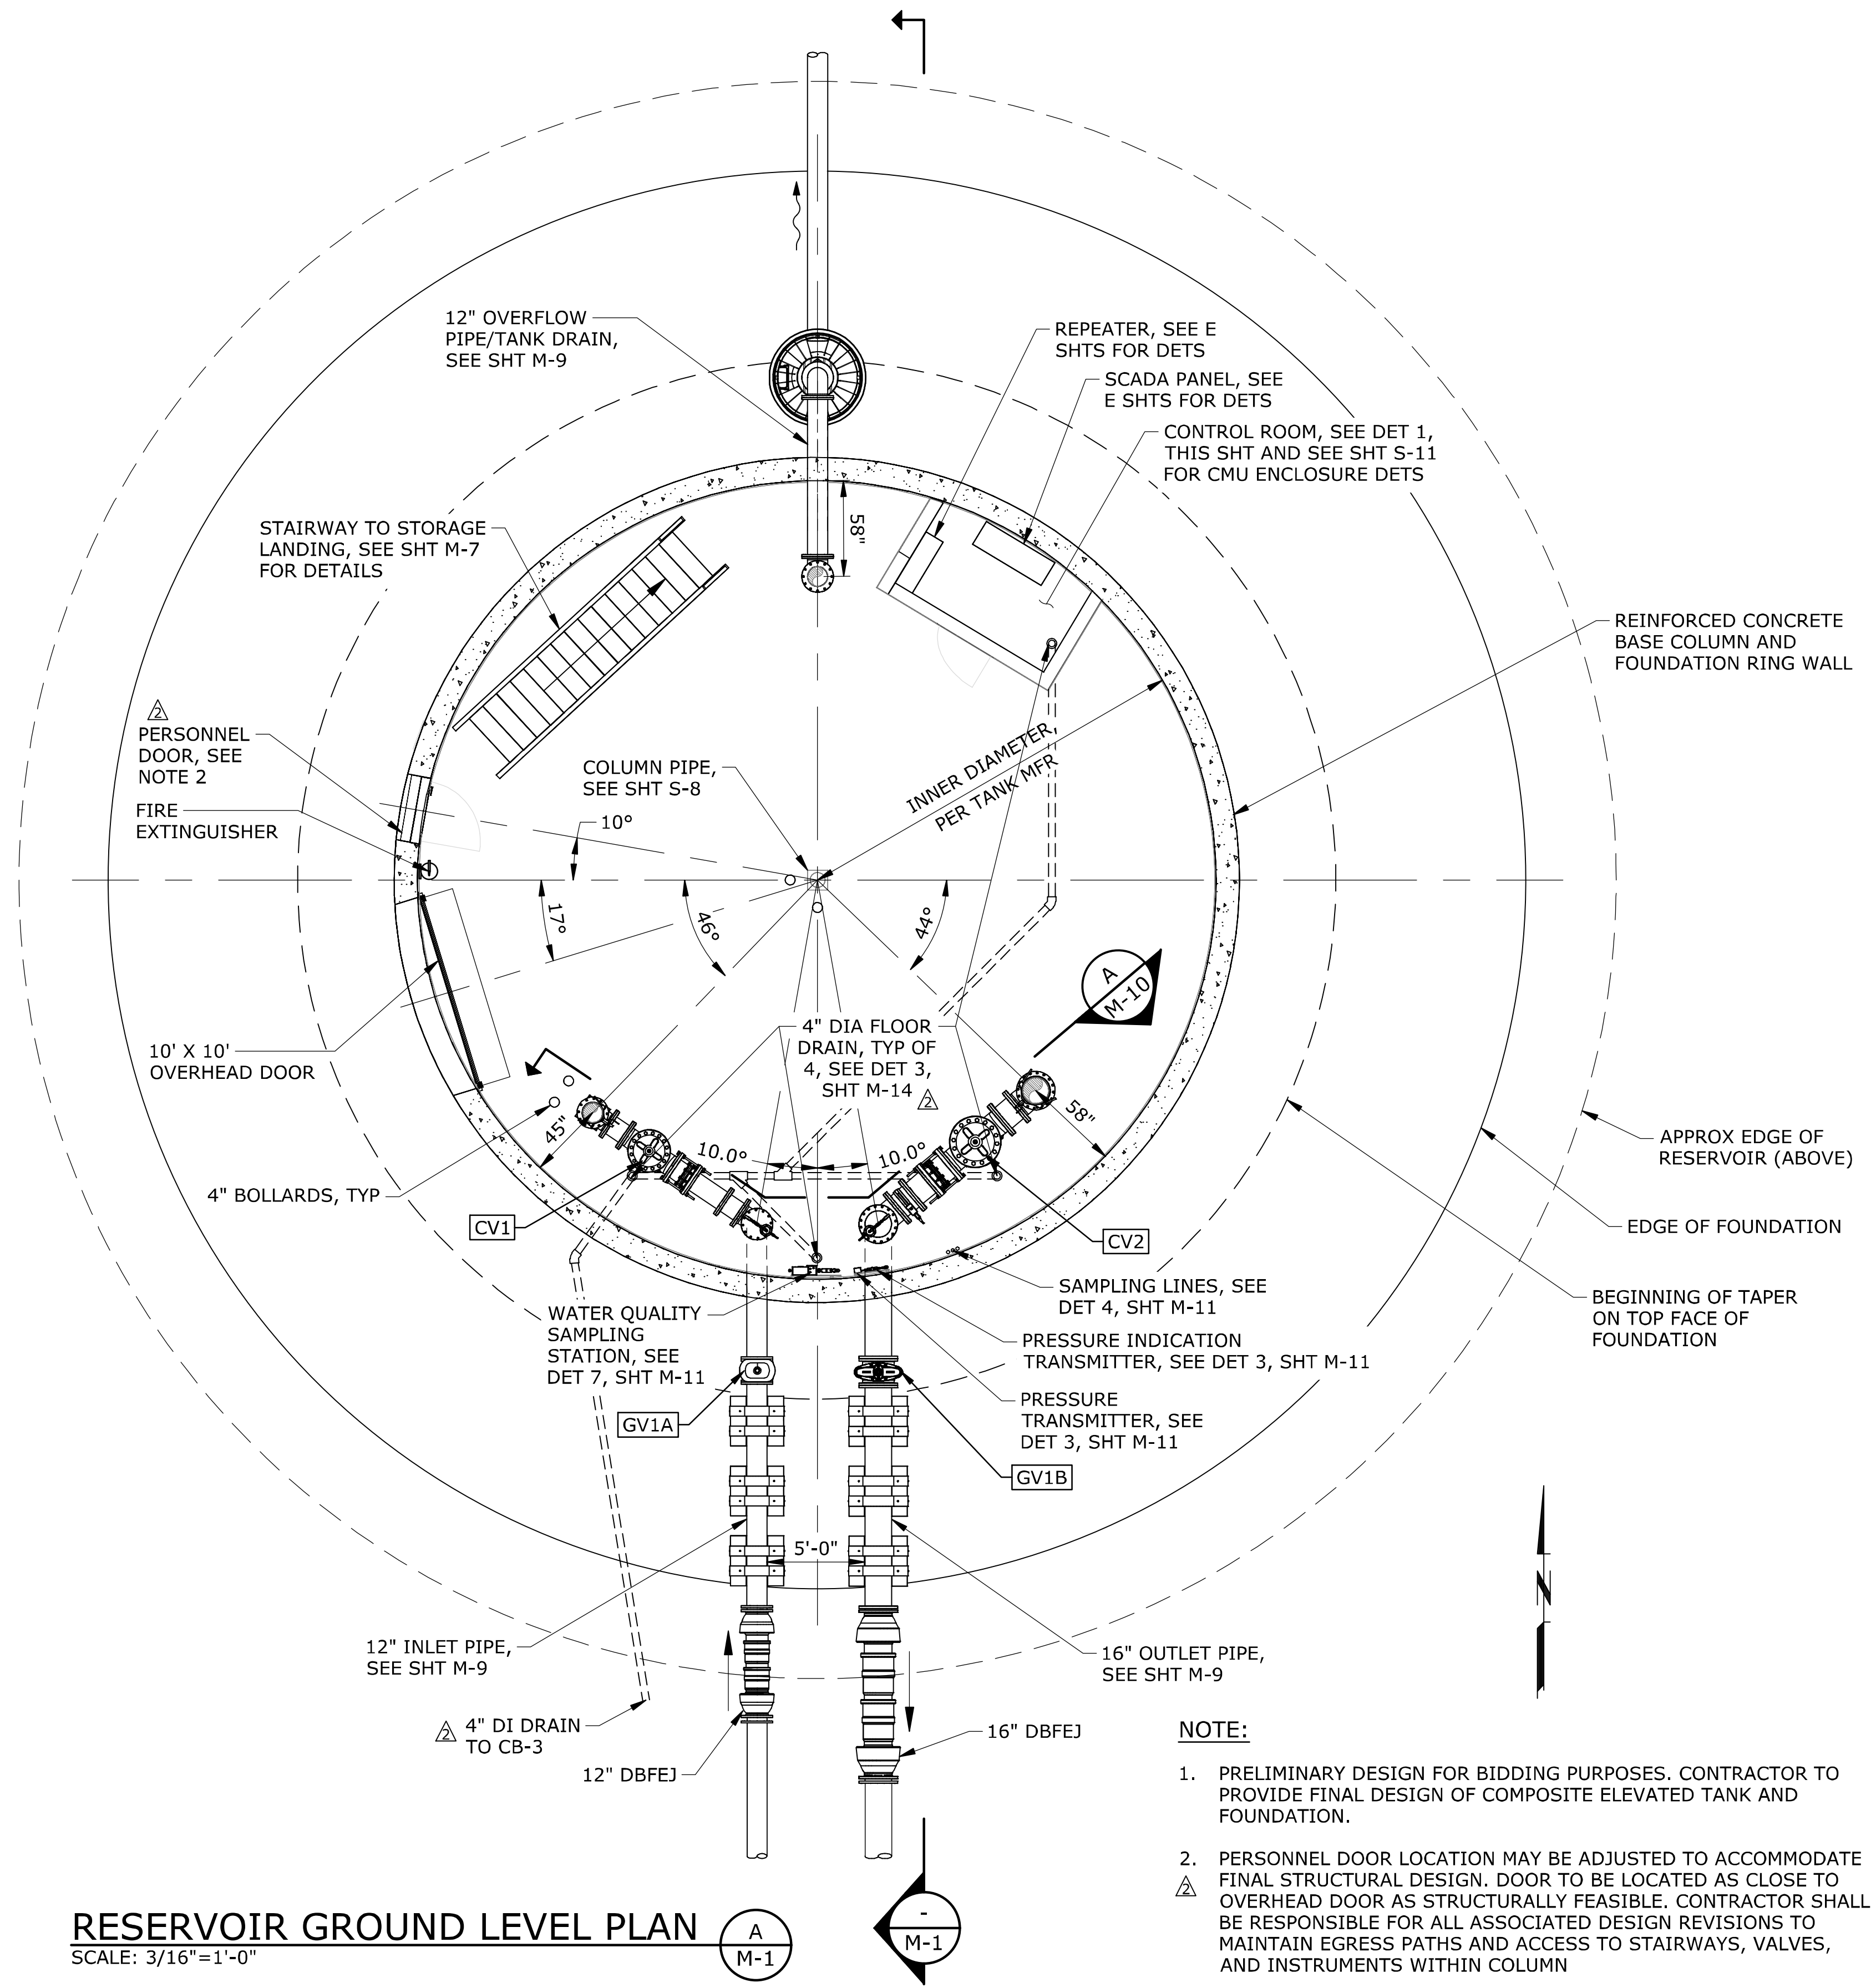 12" OVERFLOW
PIPE/TANK DRAIN,
SEE SHT M-9
REPEATER, SEE E
SHTS FOR DETS
SCADA PANEL, SEE
E SHTS FOR DETS
CONTROL ROOM, SEE DET 1,
THIS SHT AND SEE SHT S-11
FOR CMU ENCLOSURE DETS
58"
STAIRWAY TO STORAGE
LANDING, SEE SHT M-7
FOR DETAILS
REINFORCED CONCRETE
BASE COLUMN AND
FOUNDATION RING WALL
2
PERSONNEL
DOOR, SEE
NOTE 2
FIRE
EXTINGUISHER
COLUMN PIPE,
SEE SHT S-8
INNER DIAMETER,
PER TANK MFR
10°
17°
46°
44°
A
M-10
4" DIA FLOOR
DRAIN, TYP OF
4, SEE DET 3,
SHT M-14
2
10' X 10'
OVERHEAD DOOR
45"
58"
10.0°
10.0°
4" BOLLARDS, TYP
CV1
CV2
APPROX EDGE OF
RESERVOIR (ABOVE)
EDGE OF FOUNDATION
BEGINNING OF TAPER
ON TOP FACE OF
FOUNDATION
SAMPLING LINES, SEE
DET 4, SHT M-11
WATER QUALITY
SAMPLING
STATION, SEE
DET 7, SHT M-11
PRESSURE INDICATION
TRANSMITTER, SEE DET 3, SHT M-11
PRESSURE
TRANSMITTER, SEE
DET 3, SHT M-11
GV1A
GV1B
5'-0"
N
12" INLET PIPE,
SEE SHT M-9
16" OUTLET PIPE,
SEE SHT M-9
2
4" DI DRAIN
TO CB-3
12" DBFEJ
16" DBFEJ
NOTE:
1. PRELIMINARY DESIGN FOR BIDDING PURPOSES. CONTRACTOR TO
PROVIDE FINAL DESIGN OF COMPOSITE ELEVATED TANK AND
FOUNDATION.
2. PERSONNEL DOOR LOCATION MAY BE ADJUSTED TO ACCOMMODATE
2
FINAL STRUCTURAL DESIGN. DOOR TO BE LOCATED AS CLOSE TO
OVERHEAD DOOR AS STRUCTURALLY FEASIBLE. CONTRACTOR SHALL
BE RESPONSIBLE FOR ALL ASSOCIATED DESIGN REVISIONS TO
MAINTAIN EGRESS PATHS AND ACCESS TO STAIRWAYS, VALVES,
AND INSTRUMENTS WITHIN COLUMN
RESERVOIR GROUND LEVEL PLAN
SCALE: 3/16"=1'-0"
A
M-1
-
M-1